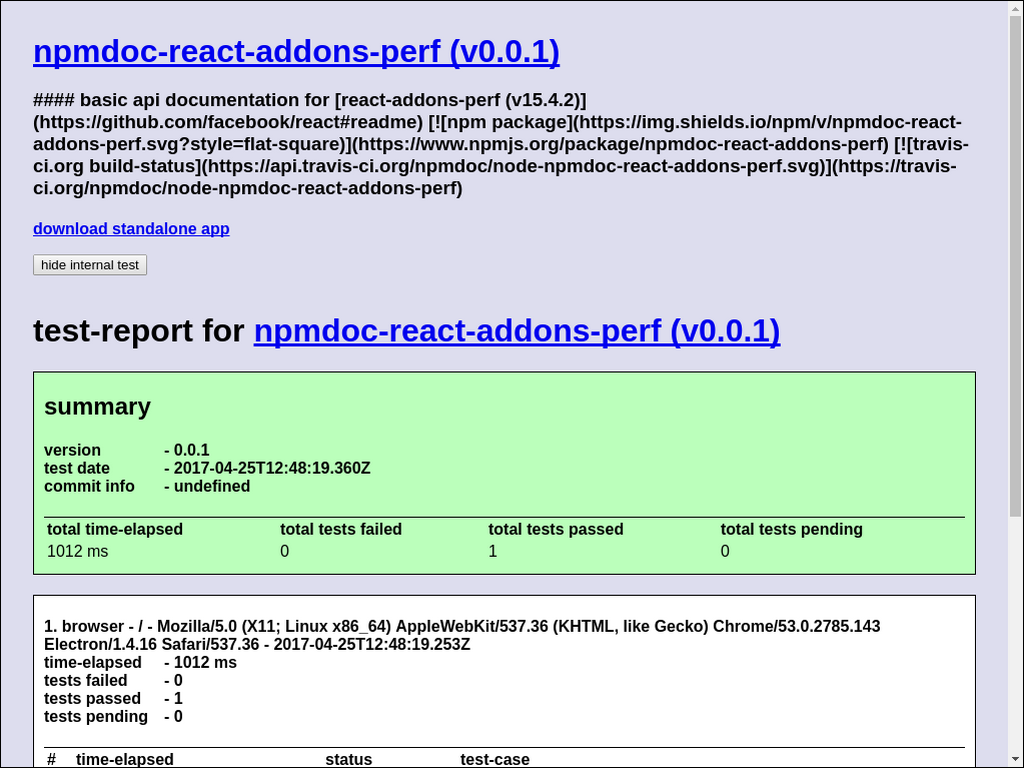 npmdoc-react-addons-perf (v0.0.1)
#### basic api documentation for [react-addons-perf (v15.4.2)]
(https://github.com/facebook/react#readme) [![npm package](https://img.shields.io/npm/v/npmdoc-react-
addons-perf.svg?style=flat-square)](https://www.npmjs.org/package/npmdoc-react-addons-perf) [![travis-
ci.org build-status](https://api.travis-ci.org/npmdoc/node-npmdoc-react-addons-perf.svg)](https://travis-
ci.org/npmdoc/node-npmdoc-react-addons-perf)
download standalone app
hide internal test
test-report for npmdoc-react-addons-perf (v0.0.1)
summary
version - 0.0.1
test date - 2017-04-25T12:48:19.360Z
commit info - undefined
total time-elapsed total tests failed total tests passed total tests pending
1012 ms 0 1 0
1. browser - / - Mozilla/5.0 (X11; Linux x86_64) AppleWebKit/537.36 (KHTML, like Gecko) Chrome/53.0.2785.143
Electron/1.4.16 Safari/537.36 - 2017-04-25T12:48:19.253Z
time-elapsed - 1012 ms
tests failed - 0
tests passed - 1
tests pending - 0
# time-elapsed status test-case